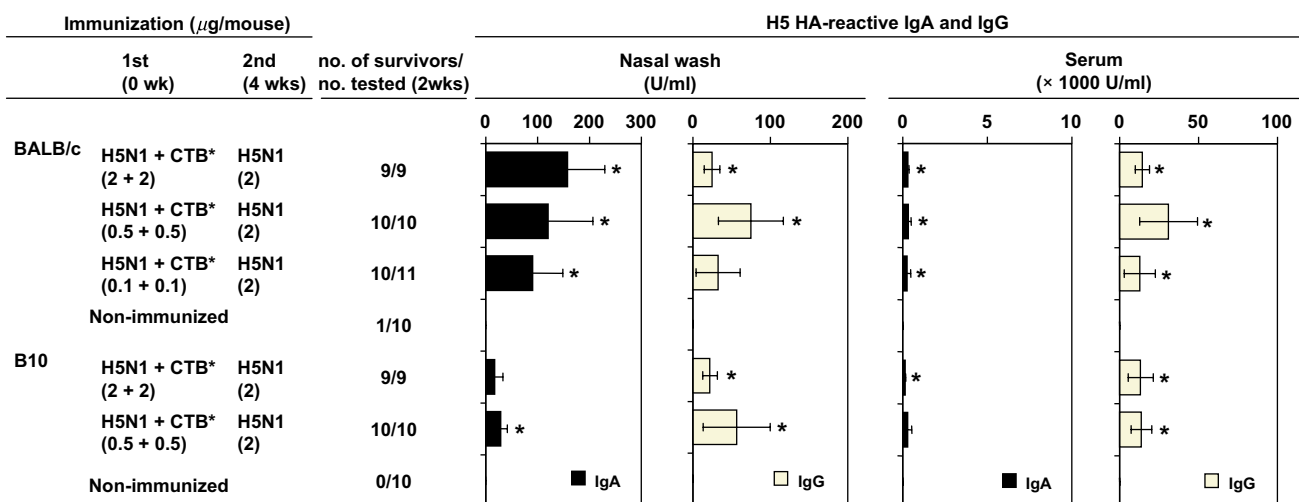 Immunization (μg/mouse) H5 HA-reactive IgA and IgG
1st 2nd no. of survivors/ Nasal wash Serum
(0 wk) (4 wks) no. tested (2wks) (U/ml) (× 1000 U/ml)
0 100 200 300 0 100 200 0 5 10 0 50 100
BALB/c
H5N1 + CTB* H5N1
(2 + 2) (2)
9/9 * * * *
H5N1 + CTB* H5N1
(0.5 + 0.5) (2)
10/10 * * * *
H5N1 + CTB* H5N1
(0.1 + 0.1) (2)
10/11 * * *
Non-immunized 1/10
B10
H5N1 + CTB* H5N1
(2 + 2) (2)
9/9 * * *
H5N1 + CTB* H5N1
(0.5 + 0.5) (2)
10/10 * * *
Non-immunized 0/10 IgA IgG IgA IgG